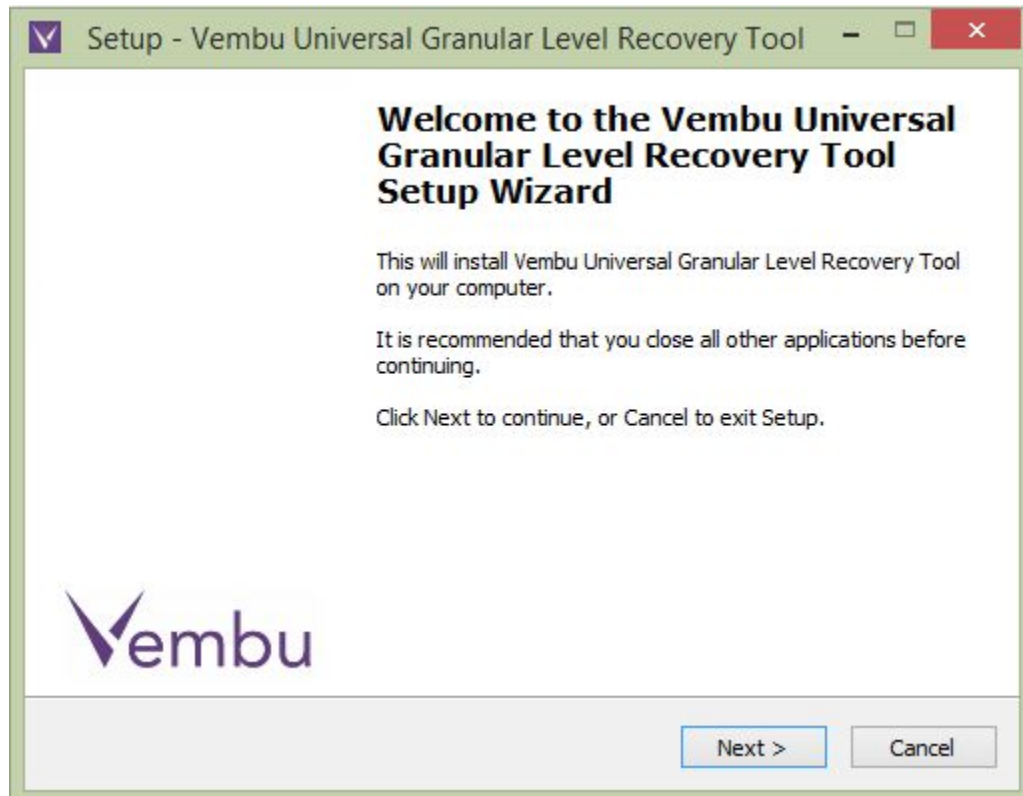 Setup - Vembu Universal Granular Level Recovery Tool
Welcome to the Vembu Universal
Granular Level Recovery Tool
Setup Wizard
This will install Vembu Universal Granular Level Recovery Tool
on your computer.
It is recommended that you close all other applications before
continuing.
Click Next to continue, or Cancel to exit Setup.
Vembu
Next >
Cancel